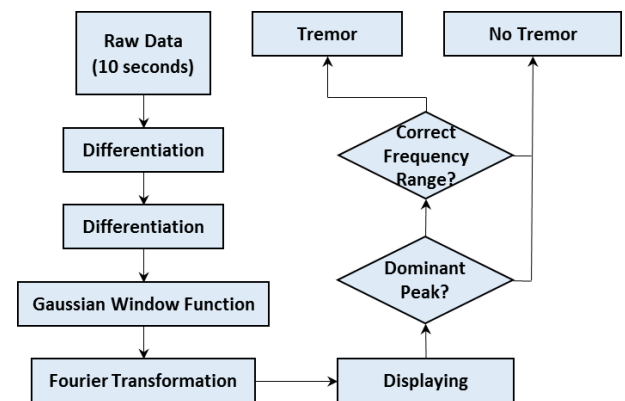 Raw Data
(10 seconds)
Differentiation
Differentiation
Gaussian Window Function
Fourier Transformation
Displaying
Dominant
Peak?
Correct
Frequency
Range?
Tremor
No Tremor